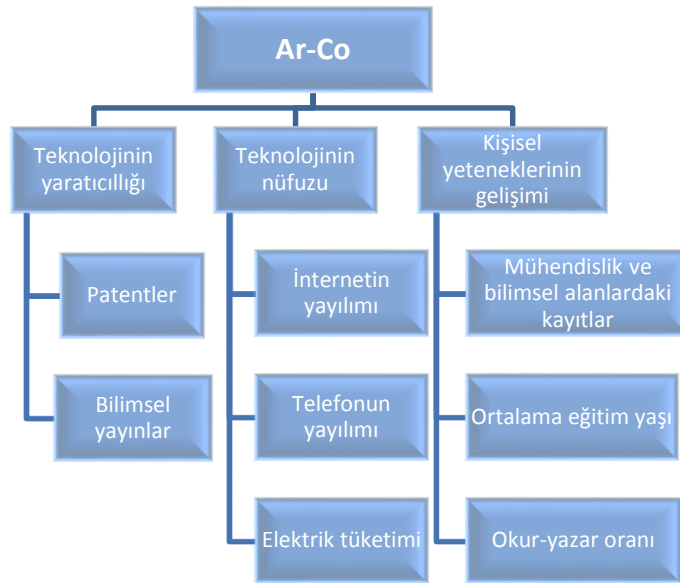 Ar-Co
Teknolojinin
yaratıcıllığı
Patentler
Bilimsel
yayınlar
Teknolojinin
nüfuzu
İnternetin
yayılımı
Telefonun
yayılımı
Elektrik tüketimi
Kişisel
yeteneklerinin
gelişimi
Mühendislik ve
bilimsel alanlardaki
kayıtlar
Ortalama eğitim yaşı
Okur-yazar oranı